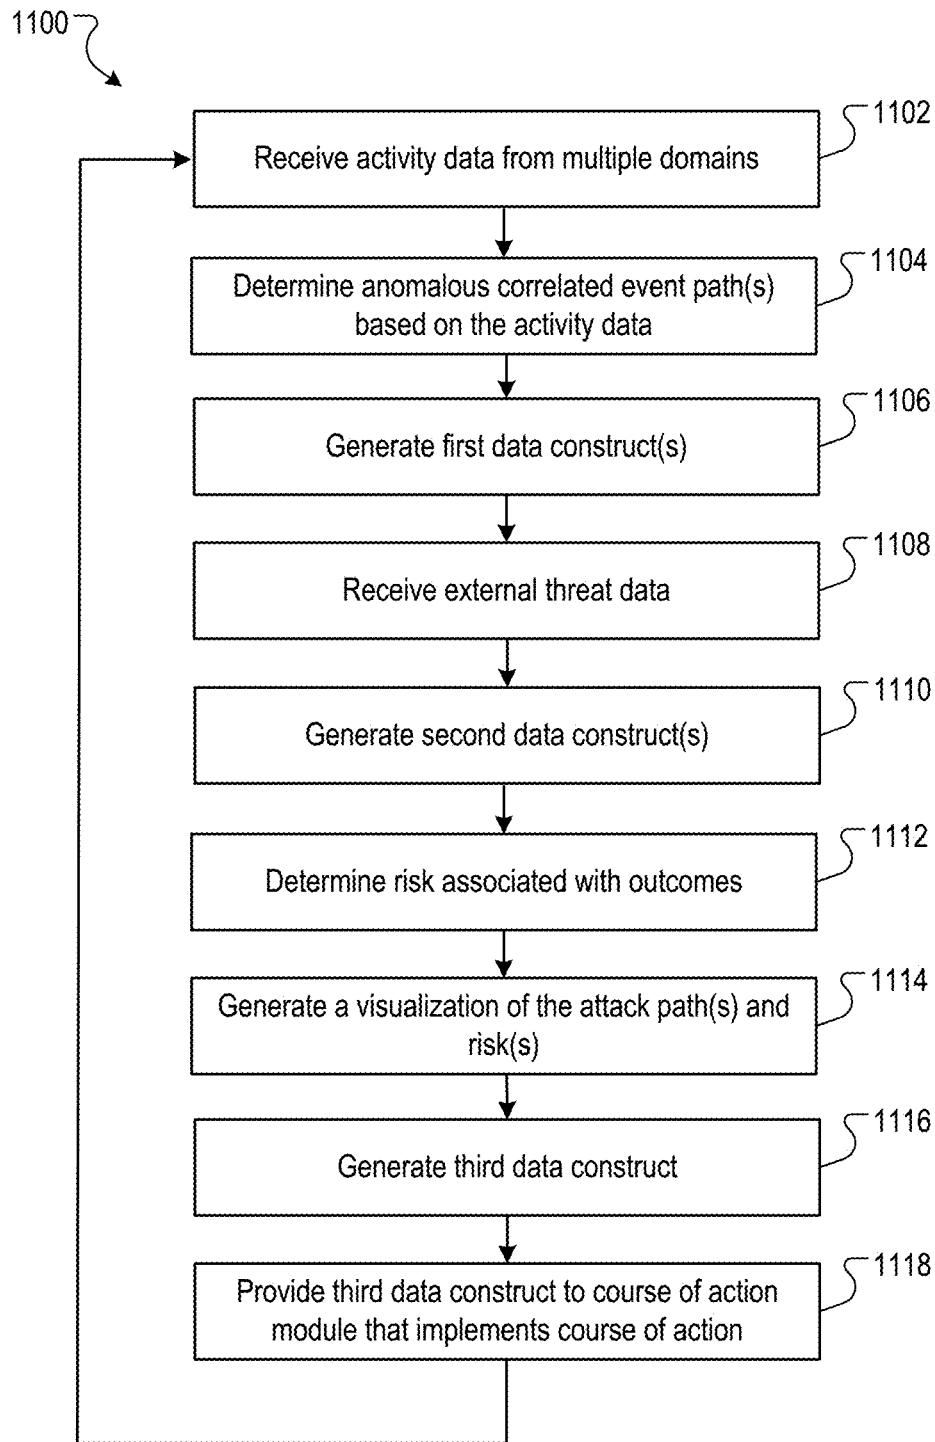 1100
1102
Receive activity data from multiple domains
1104
Determine anomalous correlated event path(s)
based on the activity data
1106
Generate first data construct(s)
1108
Receive external threat data
1110
Generate second data construct(s)
1112
Determine risk associated with outcomes
1114
Generate a visualization of the attack path(s) and
risk(s)
1116
Generate third data construct
1118
Provide third data construct to course of action
module that implements course of action